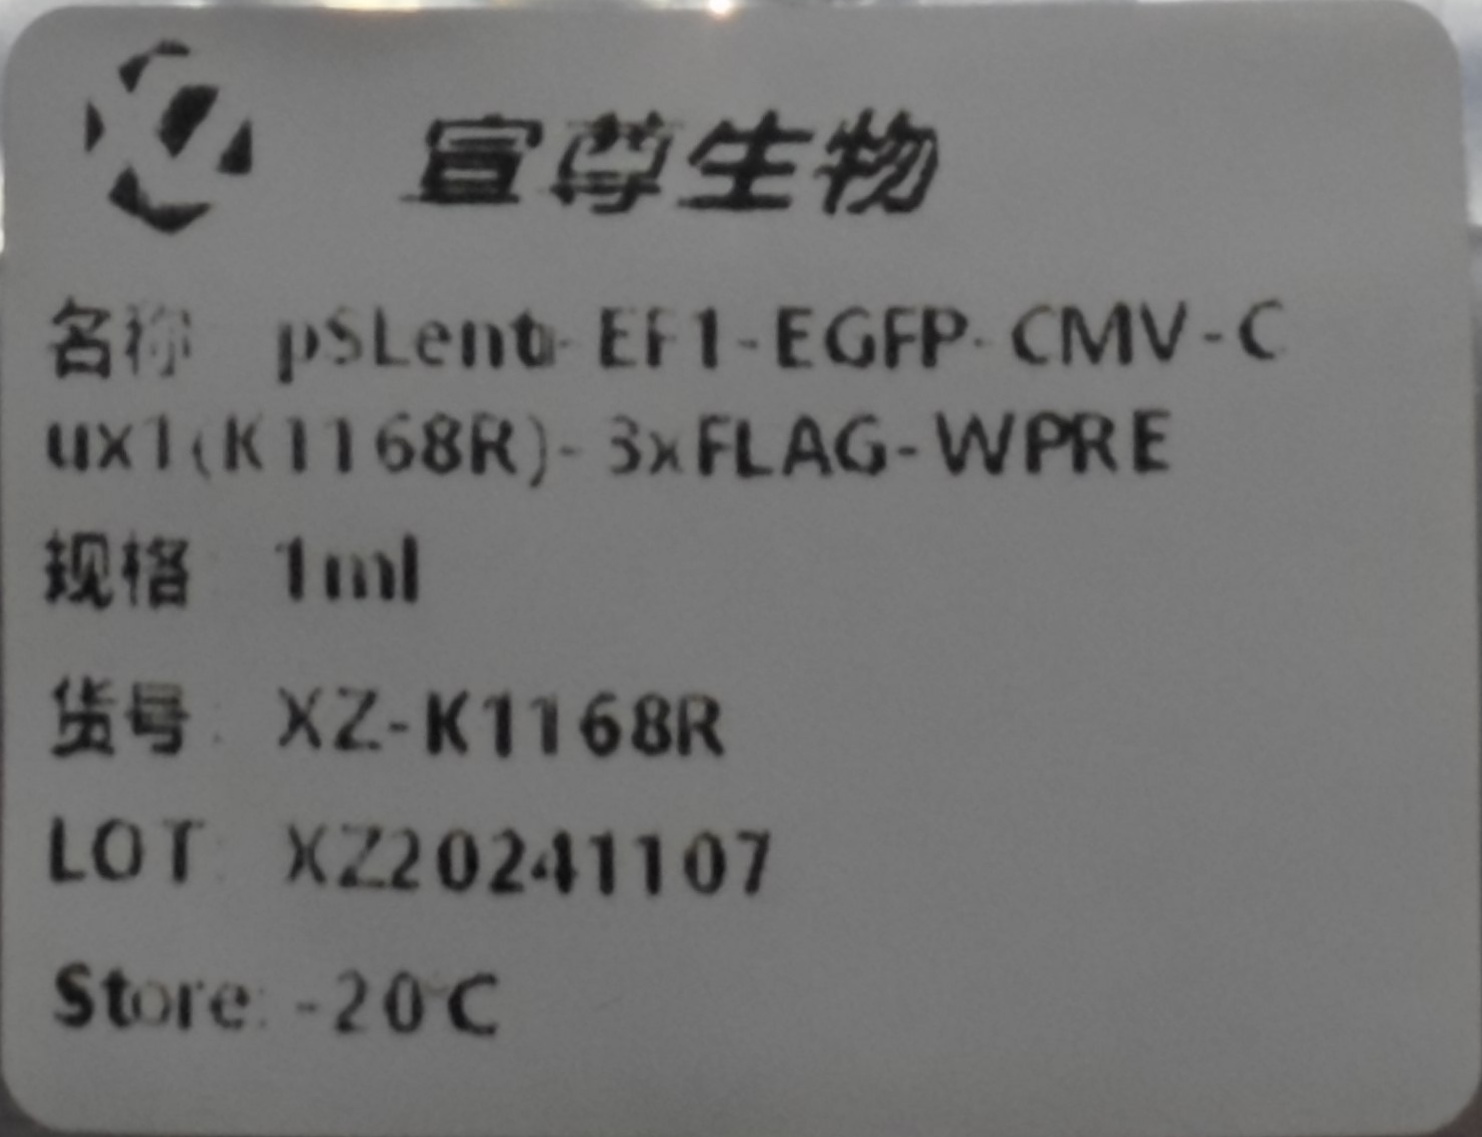 宣尊生物
名称 pSLenti-EF1-EGFP-CMV-C
ux1(K1168R)-3xFLAG-WPRE
规格 1ml
货号: XZ-K1168R
LOT: XZ20241107
Store: -20℃